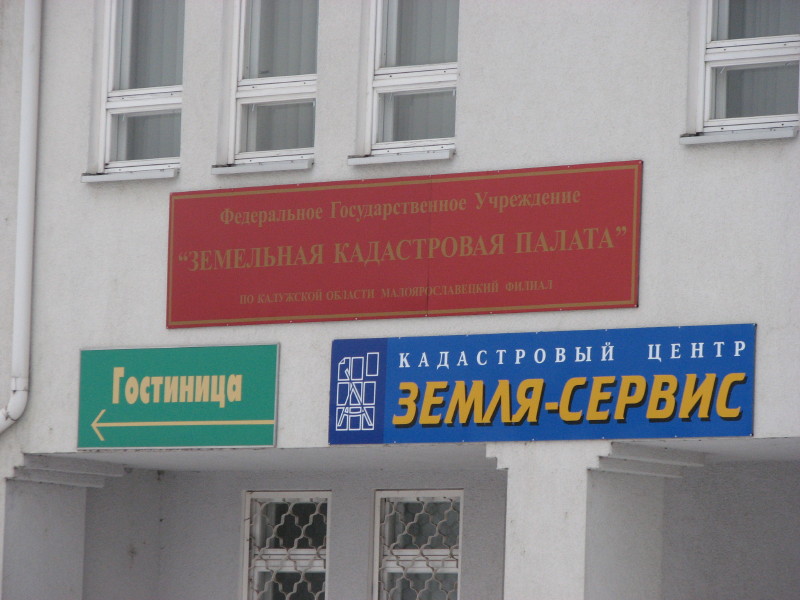 Федеральное Государственное Учреждение
"ЗЕМЕЛЬНАЯ КАДАСТРОВАЯ ПАЛАТА"
ПО КАЛУЖСКОЙ ОБЛАСТИ МАЛОЯРОСЛАВЕЦКИЙ ФИЛИАЛ
Гостиница
КАДАСТРОВЫЙ ЦЕНТР
ЗЕМЛЯ-СЕРВИС